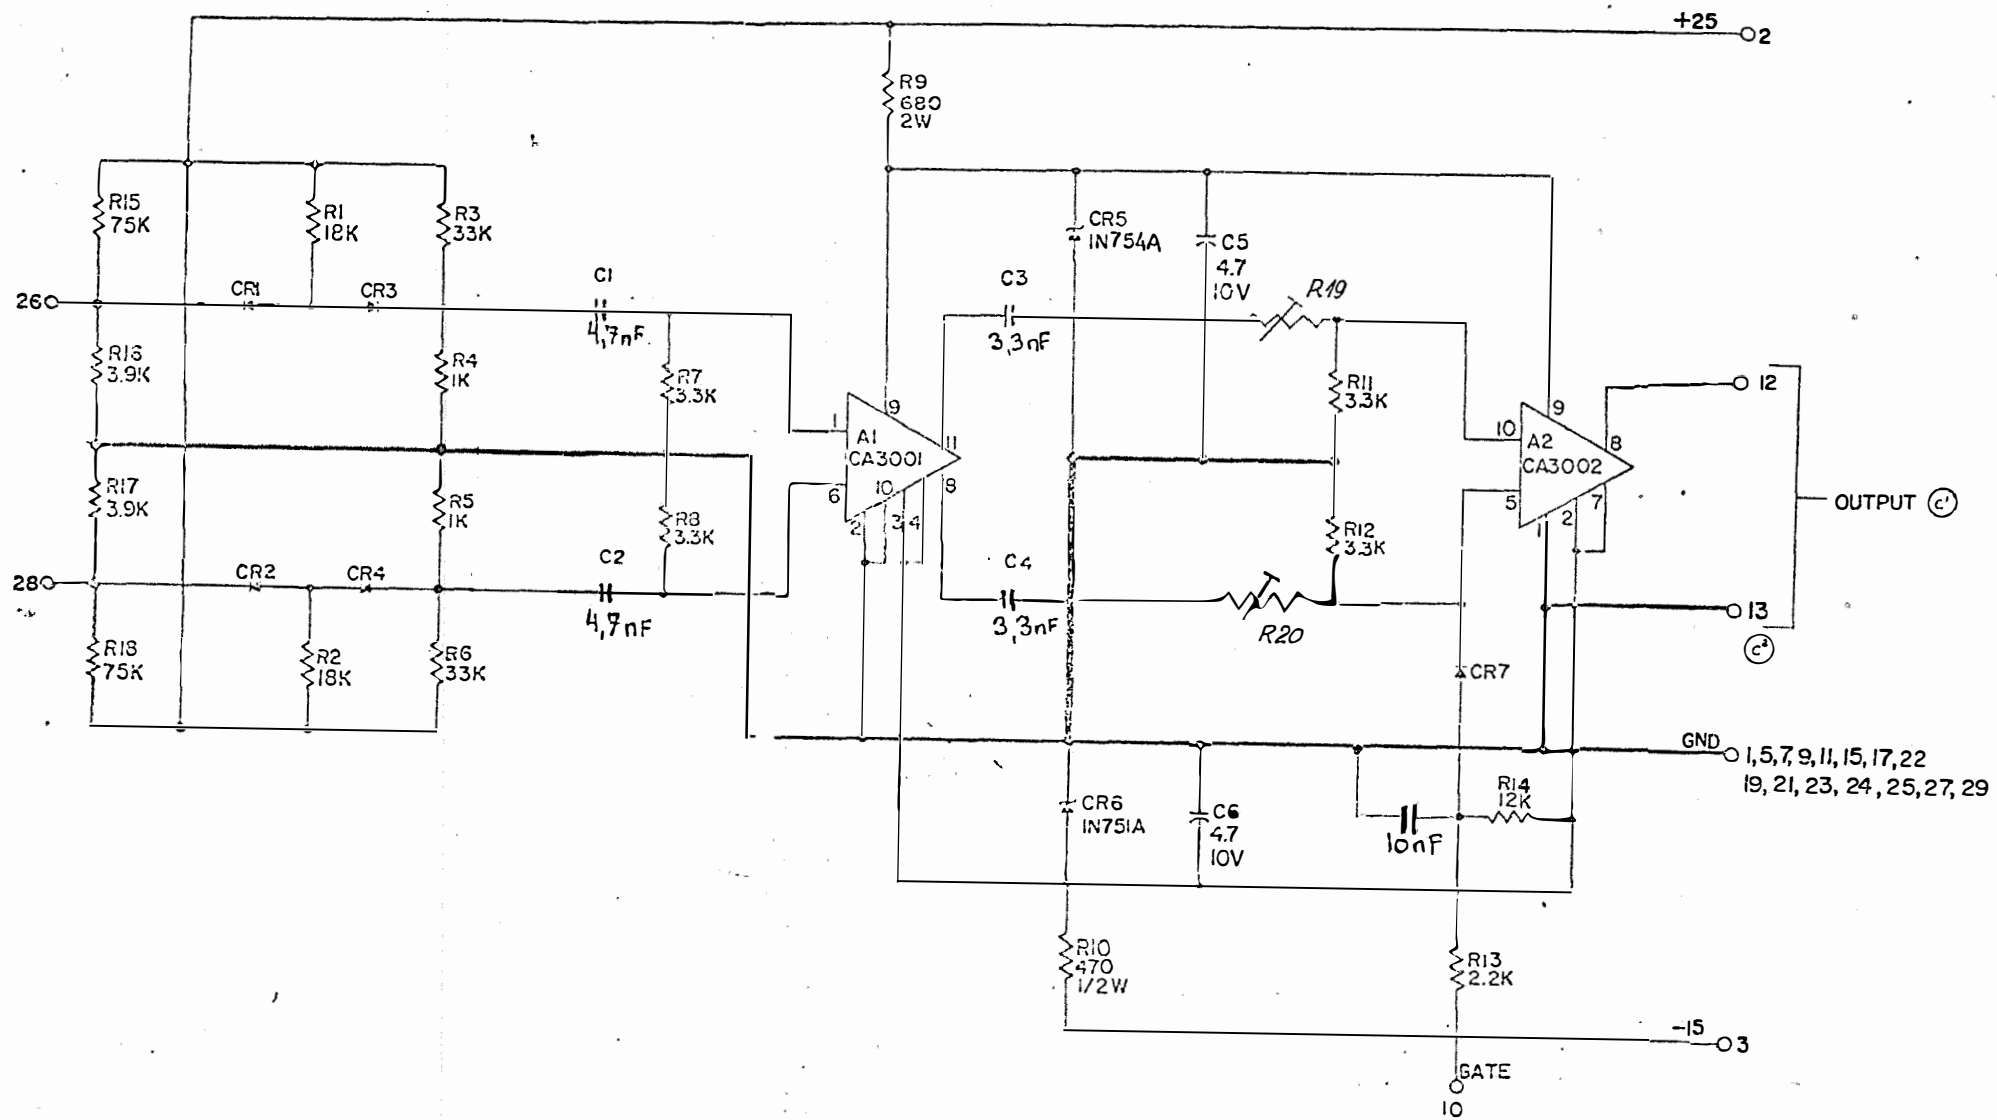 +25
2
R9
680
2W
R15
75K
R1
18K
R3
33K
CR5
1N754A
C5
4.7
10V
26
CR1
CR3
C1
4,7nF
C3
3,3nF
R19
R16
3.9K
R4
1K
R7
3.3K
R11
3.3K
12
1
9
A1
CA3001
11
10
9
A2
CA3002
8
6
10
8
2
3
4
5
1
2
7
R17
3.9K
R5
1K
R8
3.3K
R12
3.3K
OUTPUT c'
28
CR2
CR4
C2
4,7nF
C4
3,3nF
R20
13
c²
R18
75K
R2
18K
R6
33K
CR7
GND
1,5,7,9,11,15,17,22
19,21,23,24,25,27,29
CR6
1N751A
C6
4.7
10V
R14
12K
10nF
R10
470
1/2W
R13
2.2K
-15
3
GATE
10